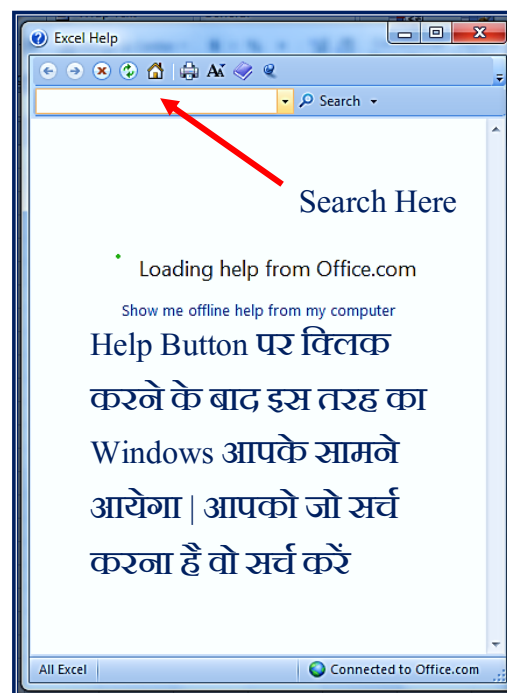 Excel Help
Search
Search Here
Loading help from Office.com
Show me offline help from my computer
Help Button पर क्लिक
करने के बाद इस तरह का
Windows आपके सामने
आयेगा | आपको जो सर्च
करना है वो सर्च करें
All Excel
Connected to Office.com